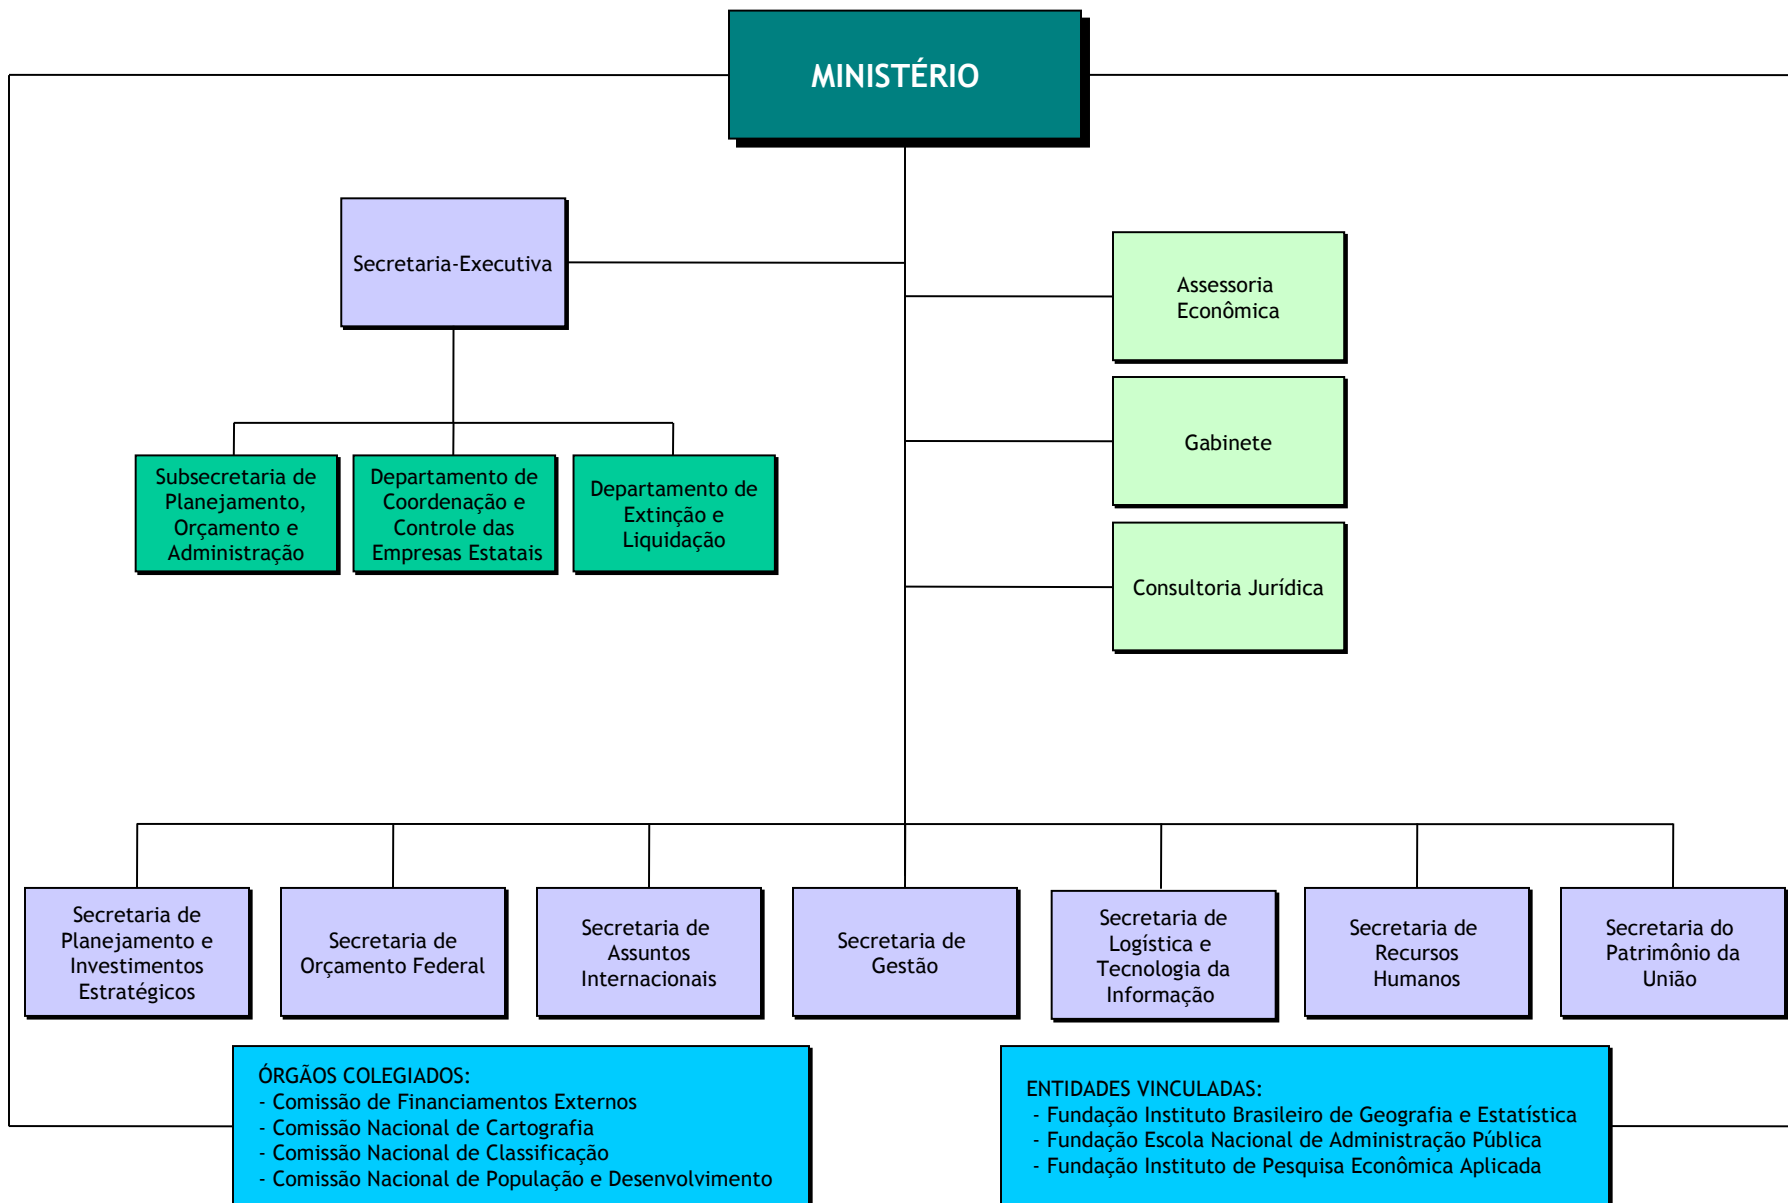 MINISTÉRIO
Secretaria-Executiva
Assessoria
Econômica
Gabinete
Subsecretaria de
Planejamento,
Orçamento e
Administração
Departamento de
Coordenação e
Controle das
Empresas Estatais
Departamento de
Extinção e
Liquidação
Consultoria Jurídica
Secretaria de
Planejamento e
Investimentos
Estratégicos
Secretaria de
Orçamento Federal
Secretaria de
Assuntos
Internacionais
Secretaria de
Gestão
Secretaria de
Logística e
Tecnologia da
Informação
Secretaria de
Recursos
Humanos
Secretaria do
Patrimônio da
União
ÓRGÃOS COLEGIADOS:
- Comissão de Financiamentos Externos
- Comissão Nacional de Cartografia
- Comissão Nacional de Classificação
- Comissão Nacional de População e Desenvolvimento
ENTIDADES VINCULADAS:
- Fundação Instituto Brasileiro de Geografia e Estatística
- Fundação Escola Nacional de Administração Pública
- Fundação Instituto de Pesquisa Econômica Aplicada